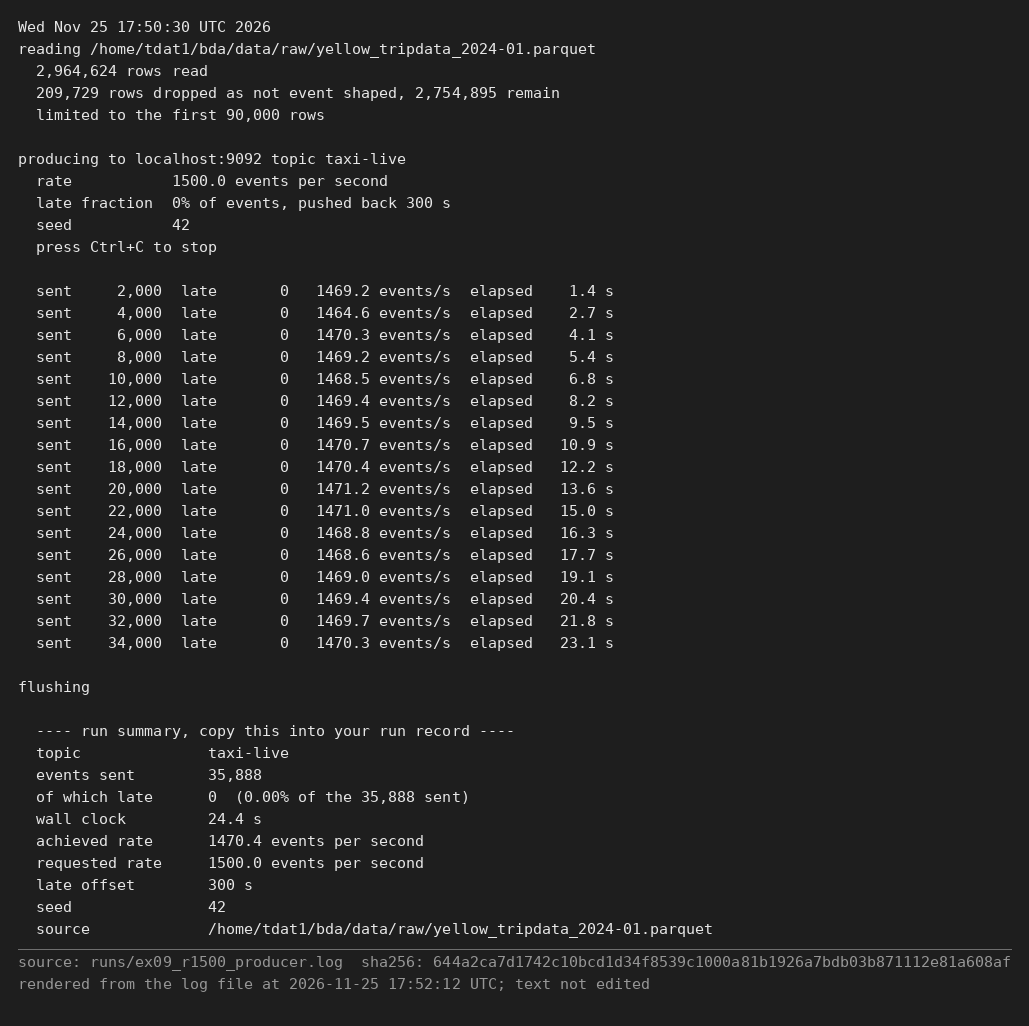 Wed Nov 25 17:50:30 UTC 2026
reading /home/tdat1/bda/data/raw/yellow_tripdata_2024-01.parquet
  2,964,624 rows read
  209,729 rows dropped as not event shaped, 2,754,895 remain
  limited to the first 90,000 rows

producing to localhost:9092 topic taxi-live
  rate           1500.0 events per second
  late fraction  0% of events, pushed back 300 s
  seed           42
  press Ctrl+C to stop

  sent     2,000  late       0   1469.2 events/s  elapsed    1.4 s
  sent     4,000  late       0   1464.6 events/s  elapsed    2.7 s
  sent     6,000  late       0   1470.3 events/s  elapsed    4.1 s
  sent     8,000  late       0   1469.2 events/s  elapsed    5.4 s
  sent    10,000  late       0   1468.5 events/s  elapsed    6.8 s
  sent    12,000  late       0   1469.4 events/s  elapsed    8.2 s
  sent    14,000  late       0   1469.5 events/s  elapsed    9.5 s
  sent    16,000  late       0   1470.7 events/s  elapsed   10.9 s
  sent    18,000  late       0   1470.4 events/s  elapsed   12.2 s
  sent    20,000  late       0   1471.2 events/s  elapsed   13.6 s
  sent    22,000  late       0   1471.0 events/s  elapsed   15.0 s
  sent    24,000  late       0   1468.8 events/s  elapsed   16.3 s
  sent    26,000  late       0   1468.6 events/s  elapsed   17.7 s
  sent    28,000  late       0   1469.0 events/s  elapsed   19.1 s
  sent    30,000  late       0   1469.4 events/s  elapsed   20.4 s
  sent    32,000  late       0   1469.7 events/s  elapsed   21.8 s
  sent    34,000  late       0   1470.3 events/s  elapsed   23.1 s

flushing

  ---- run summary, copy this into your run record ----
  topic              taxi-live
  events sent        35,888
  of which late      0  (0.00% of the 35,888 sent)
  wall clock         24.4 s
  achieved rate      1470.4 events per second
  requested rate     1500.0 events per second
  late offset        300 s
  seed               42
  source             /home/tdat1/bda/data/raw/yellow_tripdata_2024-01.parquet
source: runs/ex09_r1500_producer.log  sha256: 644a2ca7d1742c10bcd1d34f8539c1000a81b1926a7bdb03b871112e81a608af
rendered from the log file at 2026-11-25 17:52:12 UTC; text not edited